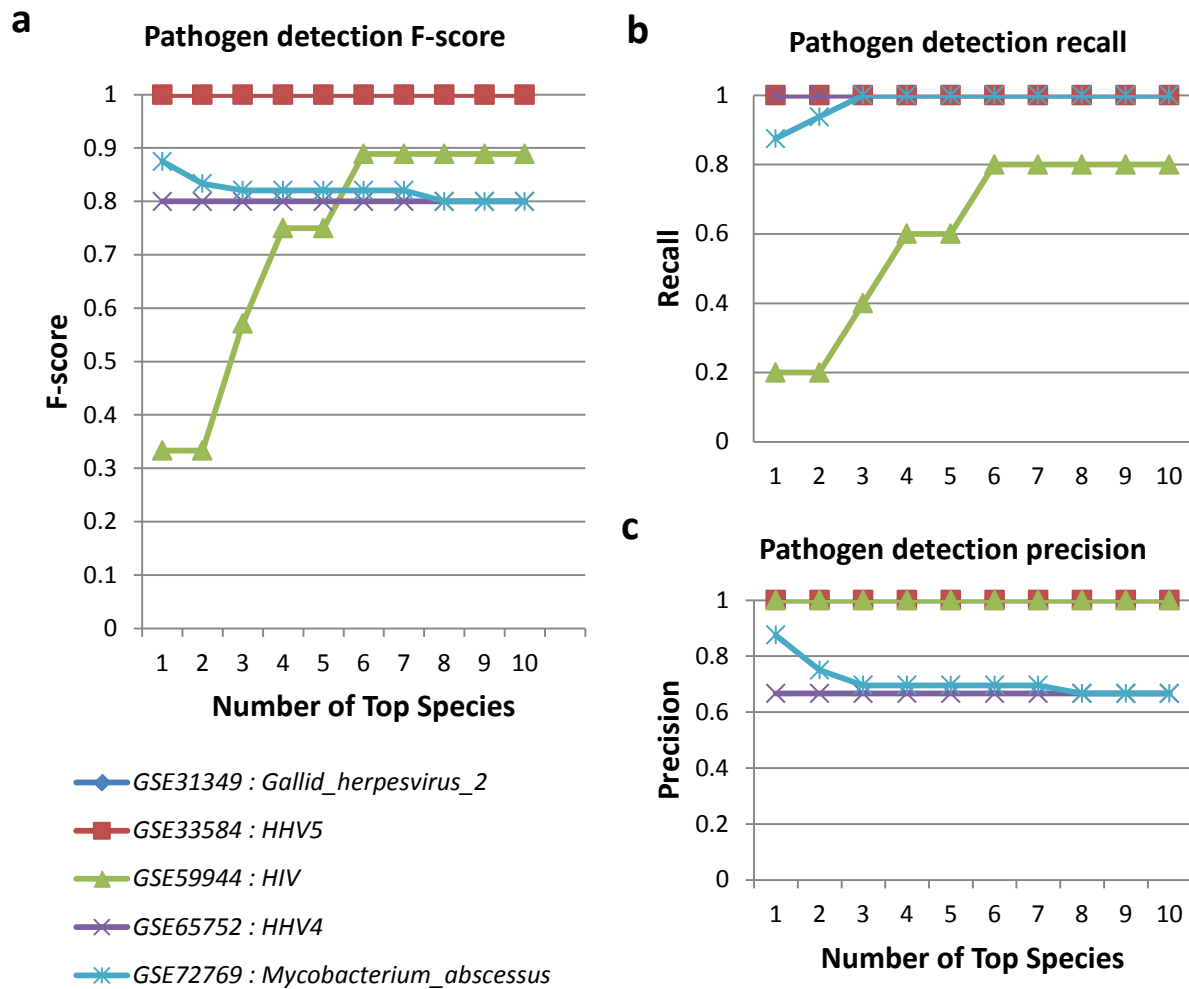 a
Pathogen detection F-score
1
0.9
0.8
0.7
0.6
0.5
0.4
0.3
0.2
0.1
0
F-score
1 2 3 4 5 6 7 8 9 10
Number of Top Species
b
Pathogen detection recall
1
0.8
0.6
0.4
0.2
0
Recall
1 2 3 4 5 6 7 8 9 10
c
Pathogen detection precision
1
0.8
0.6
0.4
0.2
0
Precision
1 2 3 4 5 6 7 8 9 10
Number of Top Species
GSE31349 : Gallid_herpesvirus_2
GSE33584 : HHV5
GSE59944 : HIV
GSE65752 : HHV4
GSE72769 : Mycobacterium_abscessus